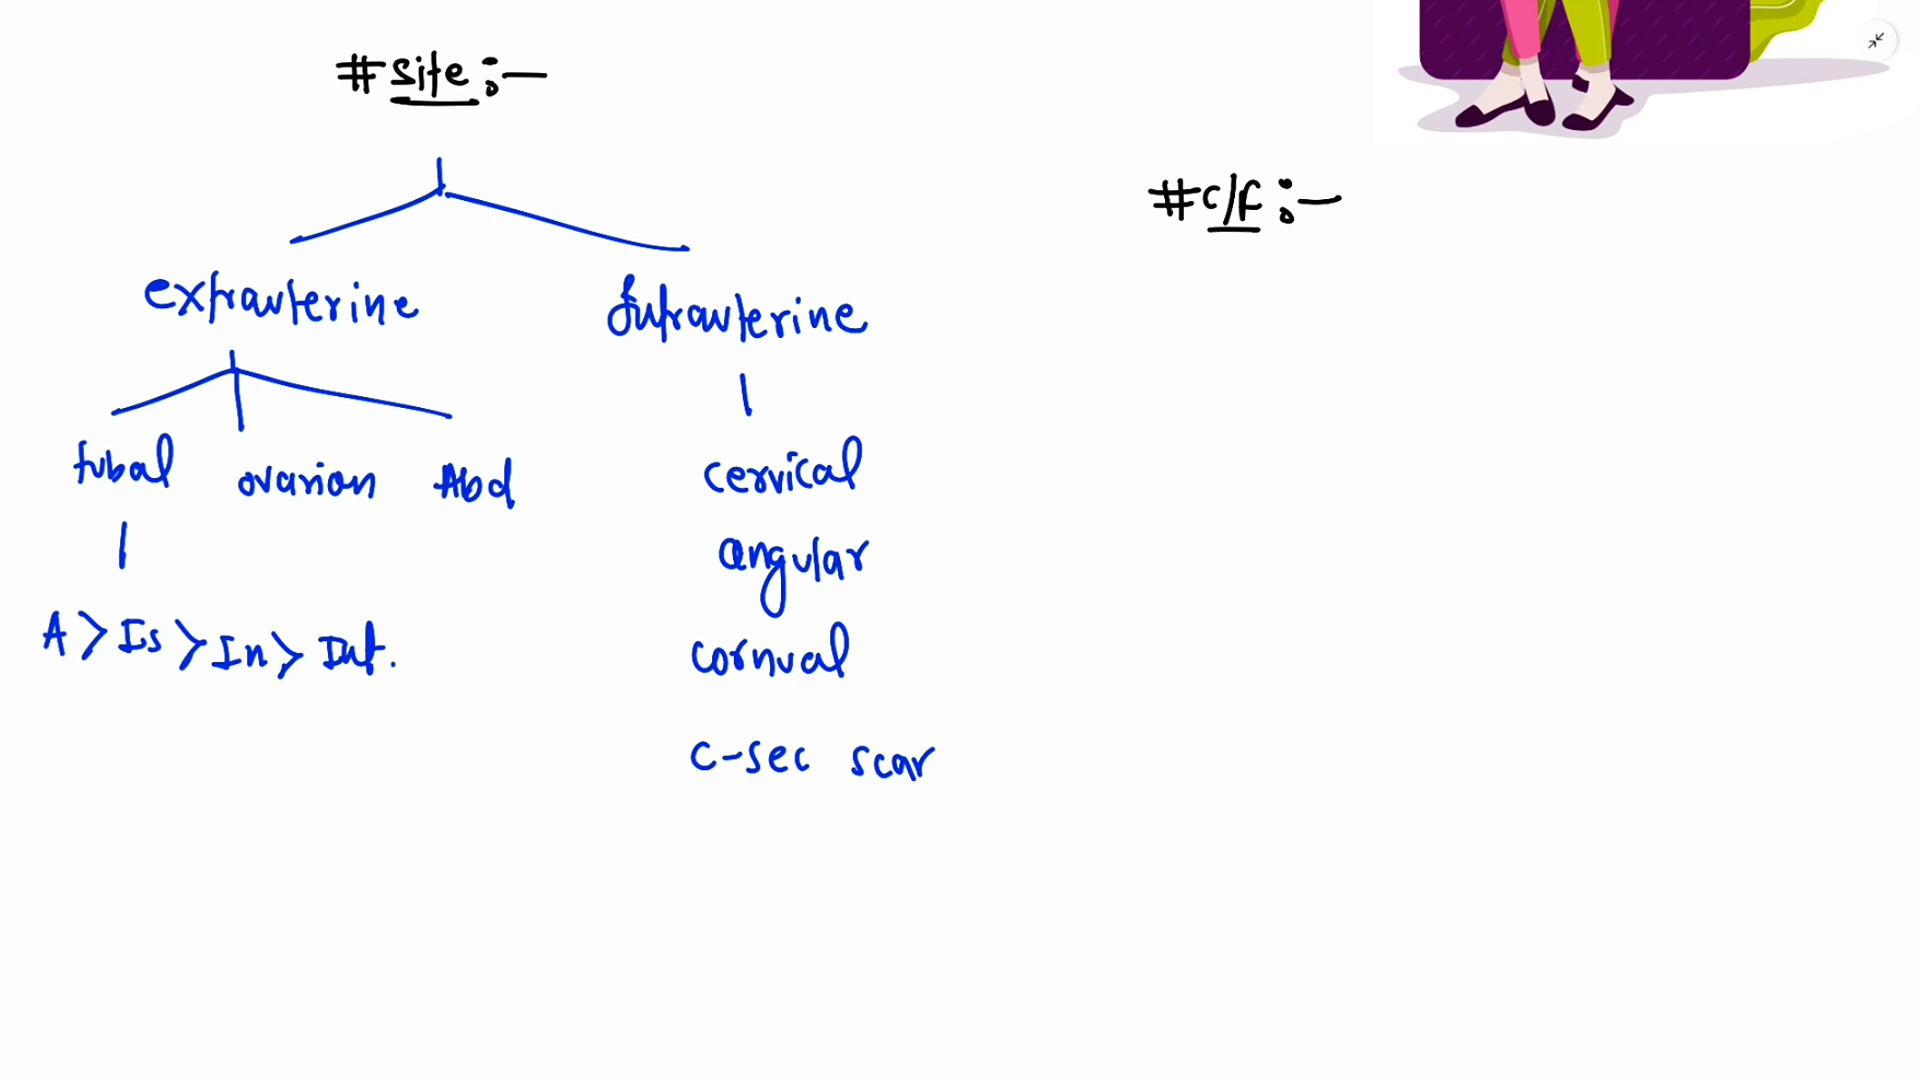 #site :-
#c/f :-
extrauterine Intrauterine
tubal ovarian Abd cervical
angular
A > Is > In > Int. cornual
c-sec scar